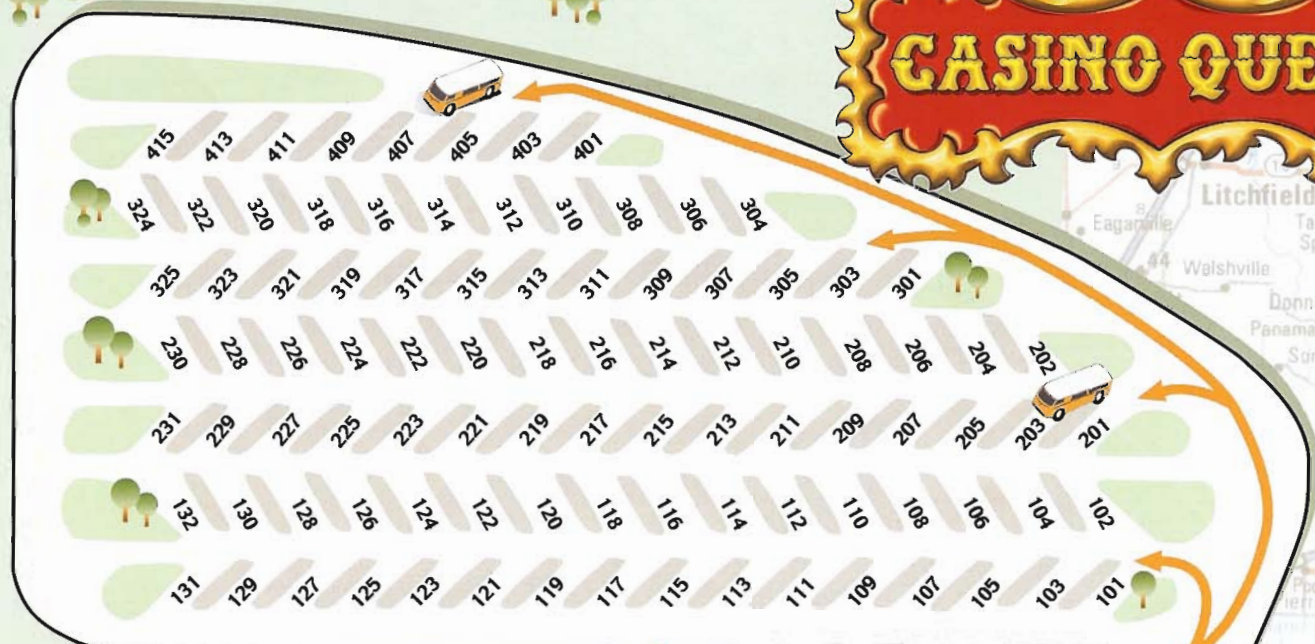 CASINO QUE
415 413 411 409 407 405 403 401
324 322 320 318 316 314 312 310 308 306 304
325 323 321 319 317 315 313 311 309 307 305 303 301
230 228 226 224 222 220 218 216 214 212 210 208 206 204 202
231 229 227 225 223 221 219 217 215 213 211 209 207 205 203 201
132 130 128 126 124 122 120 118 116 114 112 110 108 106 104 102
131 129 127 125 123 121 119 117 115 113 111 109 107 105 103 101
Litchfield
Walshville
44
Donn
Panama